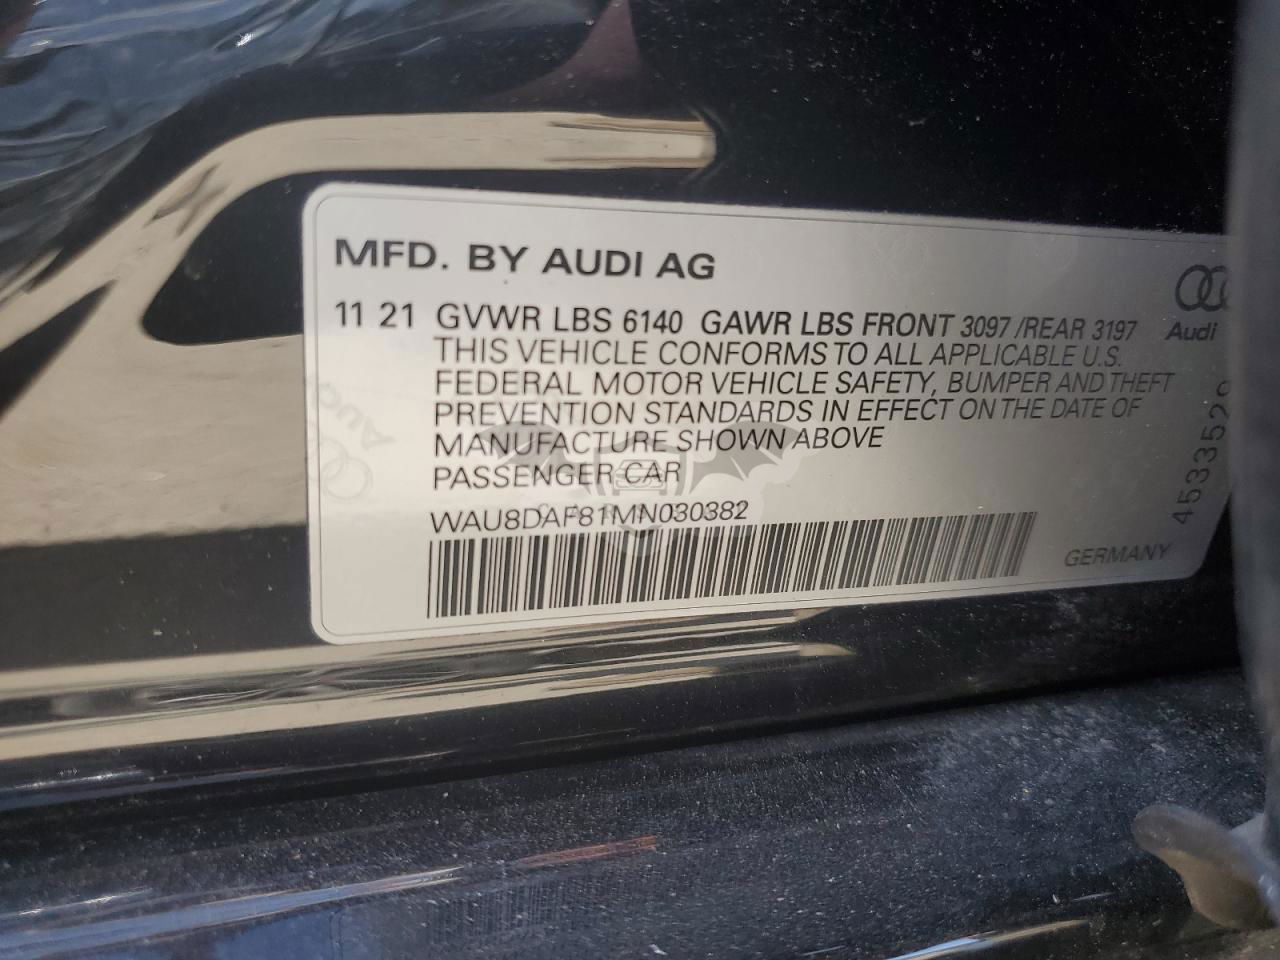 MFD. BY AUDI AG
11 21 GVWR LBS 6140 GAWR LBS FRONT 3097 /REAR 3197
THIS VEHICLE CONFORMS TO ALL APPLICABLE U.S.
FEDERAL MOTOR VEHICLE SAFETY, BUMPER AND THEFT
PREVENTION STANDARDS IN EFFECT ON THE DATE OF
MANUFACTURE SHOWN ABOVE
PASSENGER CAR
WAU8DAF81MN030382
Audi
GERMANY
Audi